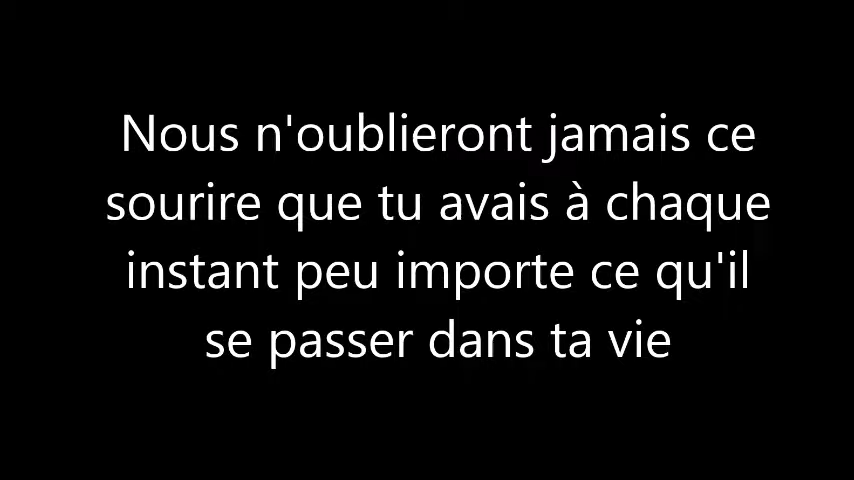 Nous n'oublieront jamais ce
sourire que tu avais à chaque
instant peu importe ce qu'il
se passer dans ta vie